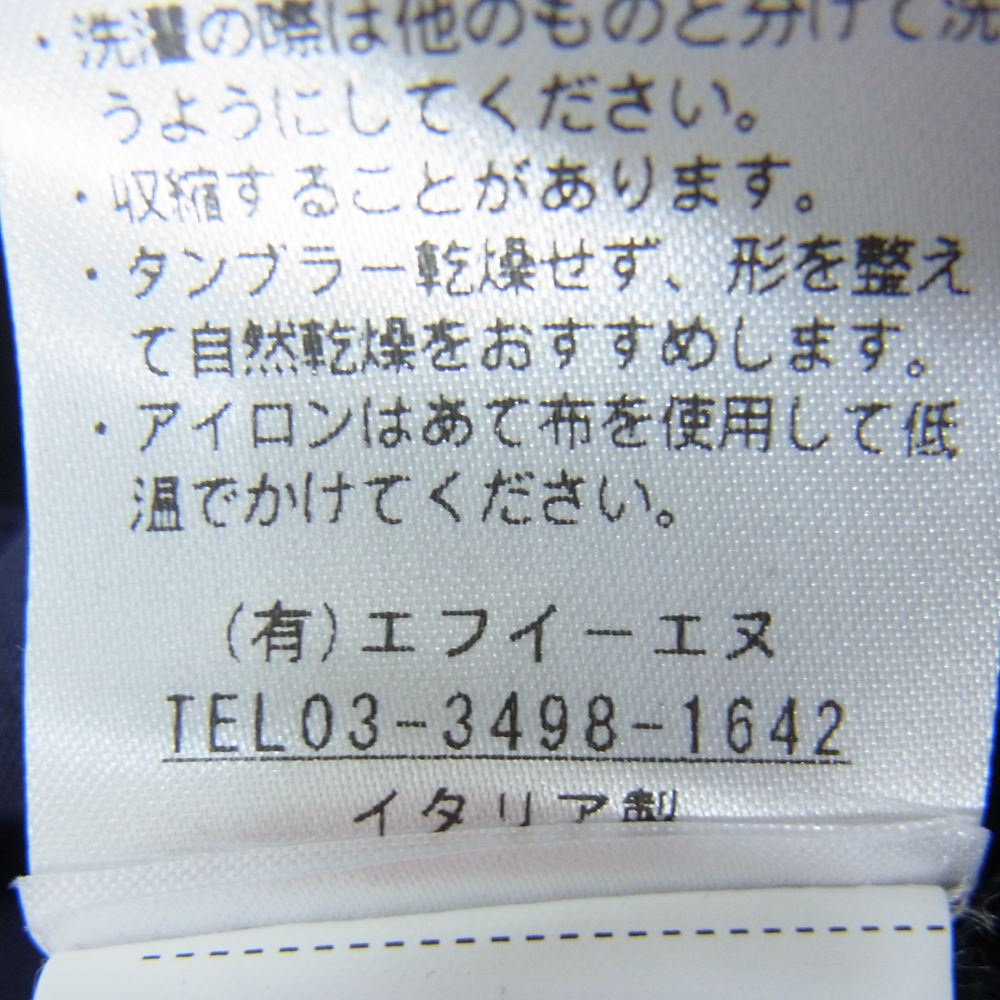 ・洗濯の際は他のものと分けて洗
うようにしてください。
・収縮することがあります。
・タンブラー乾燥せず、形を整え
て自然乾燥をおすすめします。
・アイロンはあて布を使用して低
温でかけてください。
(有)エフイーエヌ
TEL03-3498-1642
イタリア製